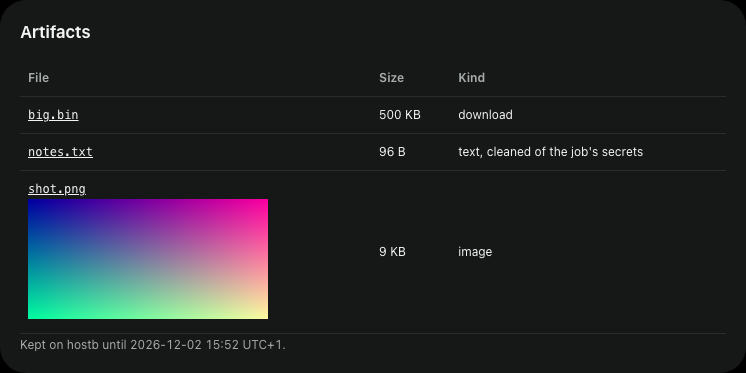 Artifacts
File Size Kind
big.bin 500 KB download
notes.txt 96 B text, cleaned of the job's secrets
shot.png
9 KB image
Kept on hostb until 2026-12-02 15:52 UTC+1.